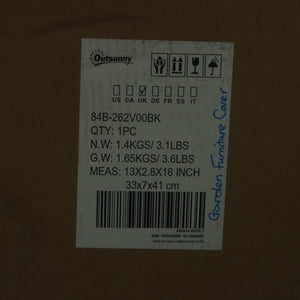 Outsunny
US CA UK DE FR ES IT
84B-262V00BK
QTY: 1PC
N.W: 1.4KGS/ 3.1LBS
G.W: 1.65KGS/ 3.6LBS
MEAS: 13X2.8X16 INCH
33x7x41 cm
Garden Furniture Cover